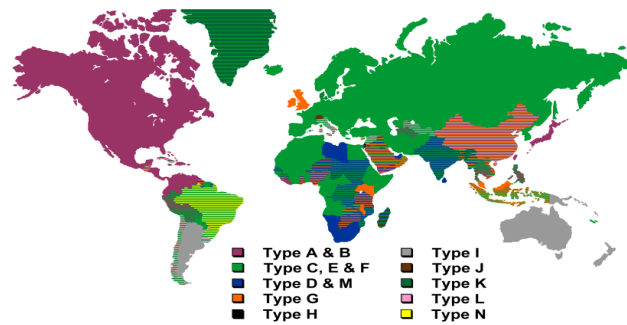 Type A & B
Type C, E & F
Type D & M
Type G
Type H
Type I
Type J
Type K
Type L
Type N